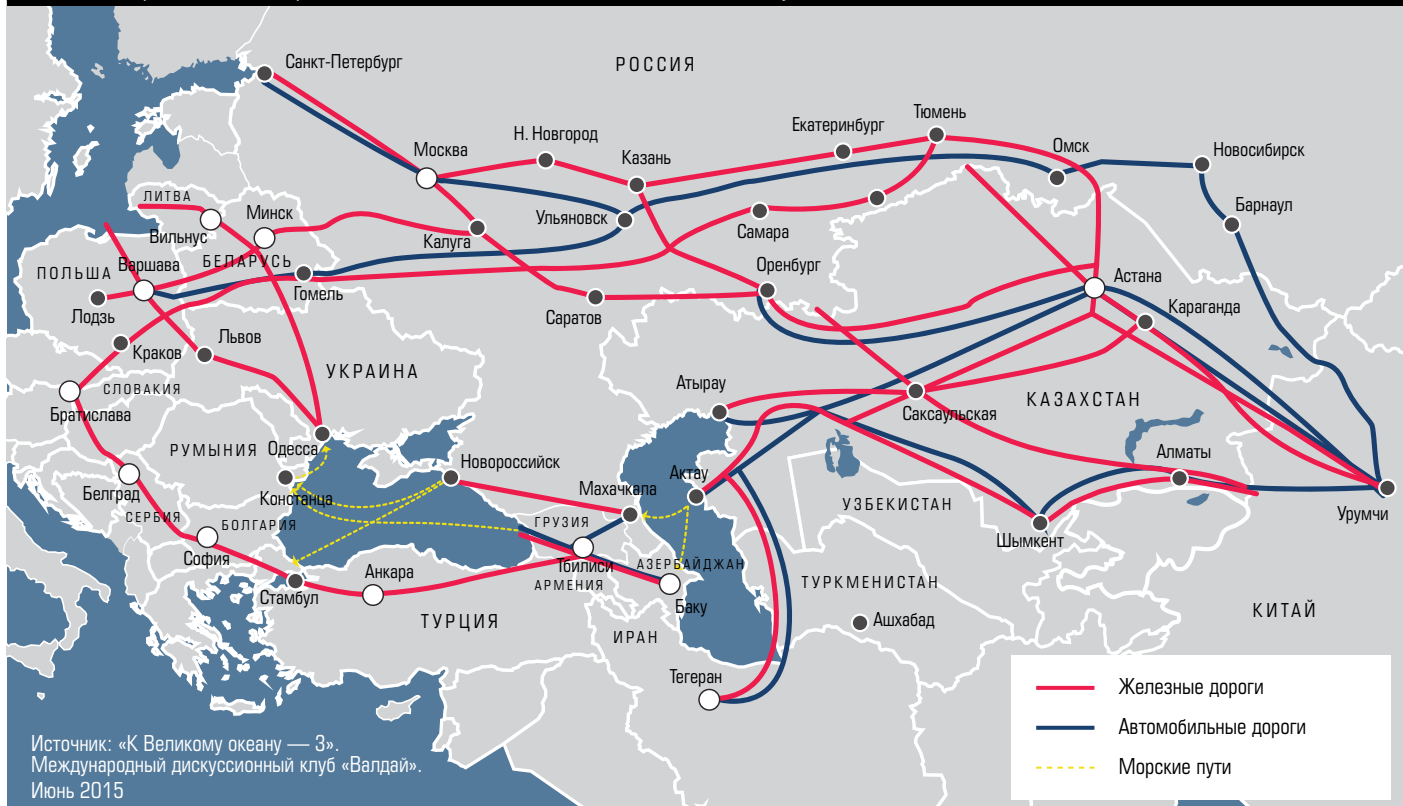 Санкт-Петербург
РОССИЯ
Тюмень
Екатеринбург
Н. Новгород
Москва
Казань
Омск
Новосибирск
ЛИТВА
Минск
Вильнус
Ульяновск
Самара
Барнаул
Калуга
ПОЛЬША
Варшава
БЕЛАРУСЬ
Гомель
Оренбург
Астана
Лодзь
Саратов
Караганда
Краков
Львов
УКРАИНА
СЛОВАКИЯ
Братислава
Атырау
Саксаульская
КАЗАХСТАН
РУМЫНИЯ
Одесса
Новороссийск
Алматы
Белград
Констанца
Махачкала
Актау
УЗБЕКИСТАН
Урумчи
СЕРБИЯ
БОЛГАРИЯ
ГРУЗИЯ
Шымкент
София
Тбилиси
АЗЕРБАЙДЖАН
Анкара
АРМЕНИЯ
ТУРКМЕНИСТАН
Стамбул
Баку
ТУРЦИЯ
ИРАН
Ашхабад
КИТАЙ
Тегеран
Железные дороги
Автомобильные дороги
Морские пути
Источник: «К Великому океану — 3».
Международный дискуссионный клуб «Валдай».
Июнь 2015